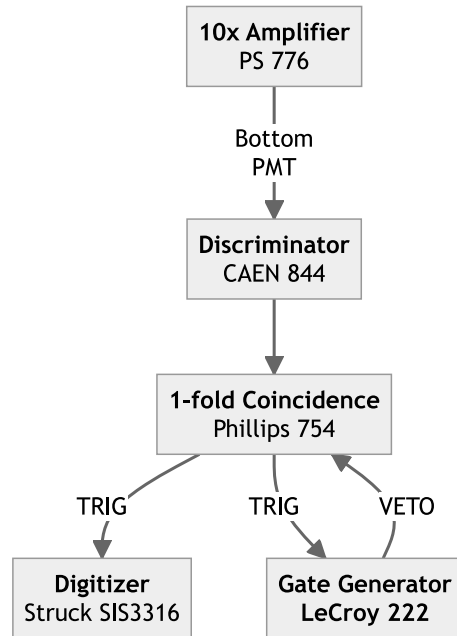 10x Amplifier
PS 776
Bottom
PMT
Discriminator
CAEN 844
1-fold Coincidence
Phillips 754
TRIG
TRIG
VETO
Digitizer
Struck SIS3316
Gate Generator
LeCroy 222